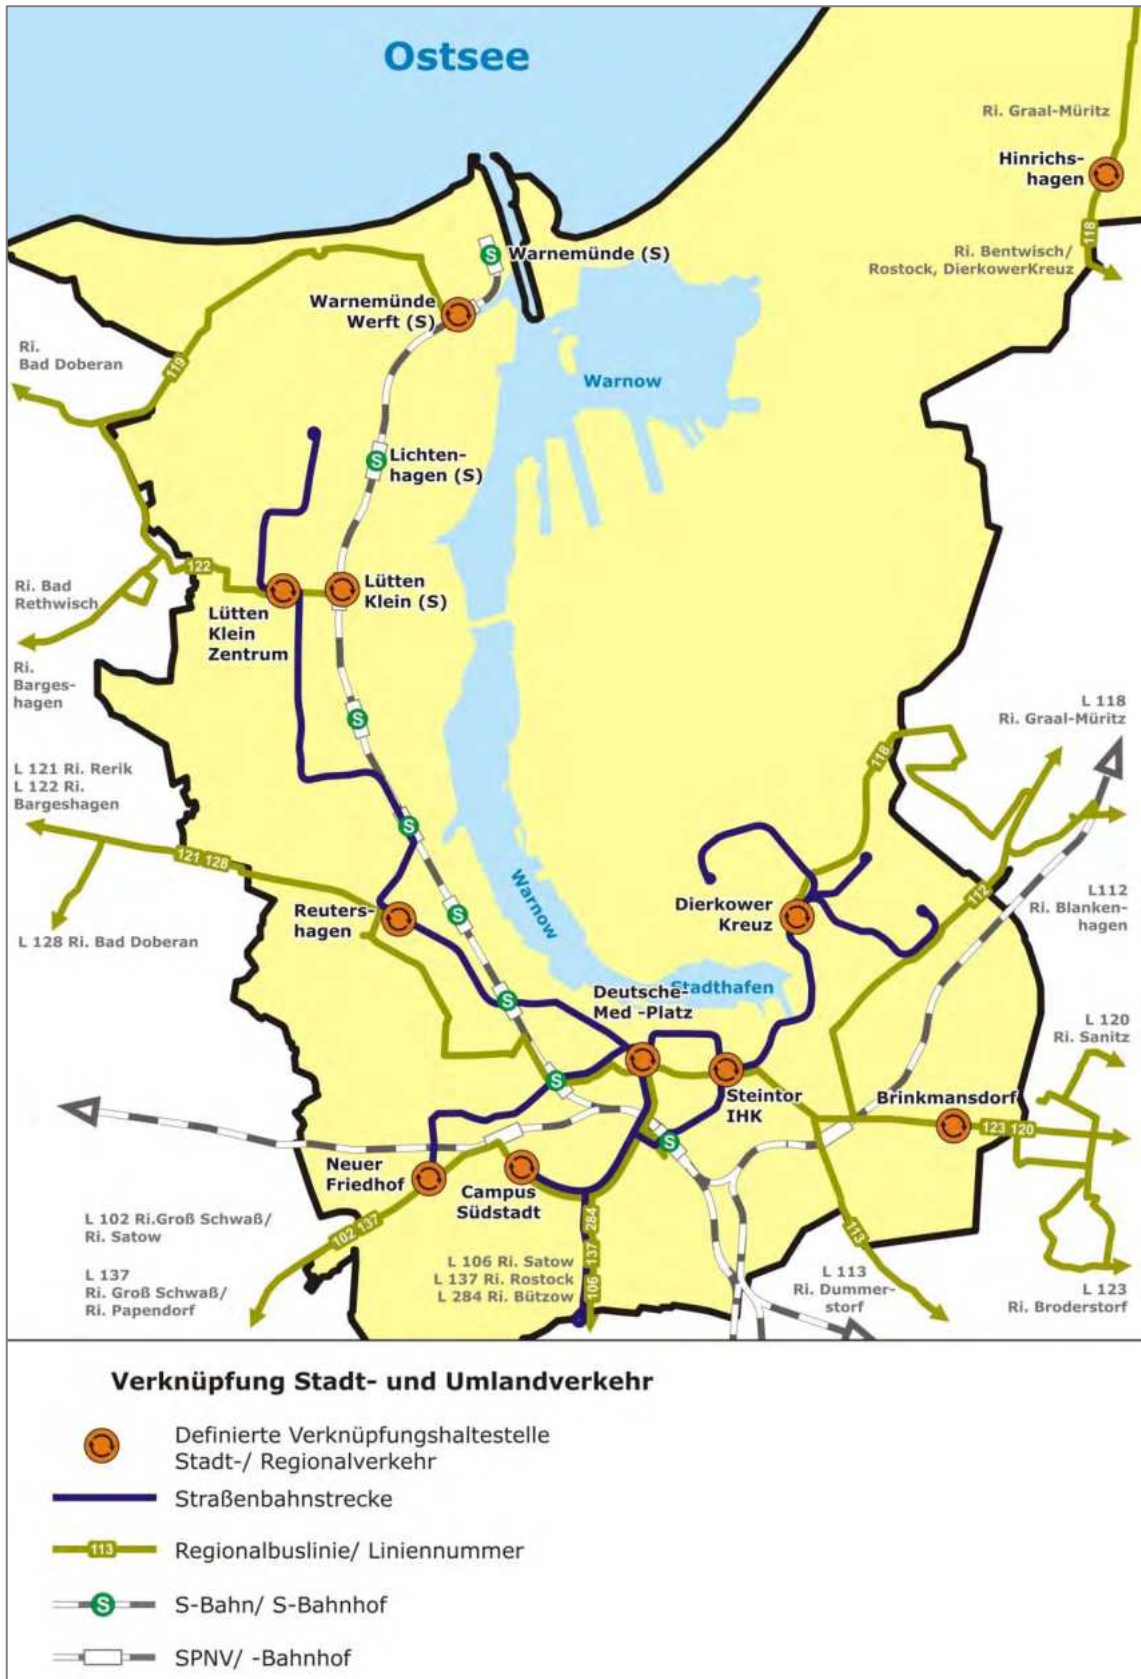 Ostsee
Ri. Graal-Müritz
Hinrichs-
hagen
118
Ri. Bentwisch/
Rostock, DierkowerKreuz
S
Warnemünde (S)
Warnemünde
Werft (S)
Ri.
Bad Doberan
119
Warnow
S
Lichten-
hagen (S)
122
Ri. Bad
Rethwisch
Lütten
Klein
Zentrum
Lütten
Klein (S)
Ri.
Barges-
hagen
S
L 118
Ri. Graal-Müritz
118
L 121 Ri. Rerik
L 122 Ri.
Bargeshagen
S
121 128
Warnow
112
L112
Ri. Blanken-
hagen
Reuters-
hagen
S
Dierkower
Kreuz
L 128 Ri. Bad Doberan
S
Deutsche-
Med -Platz
Stadthafen
L 120
Ri. Sanitz
S
Steintor
IHK
Brinkmansdorf
123 120
S
Neuer
Friedhof
Campus
Südstadt
102 137
L 102 Ri.Groß Schwaß/
Ri. Satow
L 137
Ri. Groß Schwaß/
Ri. Papendorf
L 106 Ri. Satow
L 137 Ri. Rostock
L 284 Ri. Bützow
106 137 284
113
L 113
Ri. Dummer-
storf
L 123
Ri. Broderstorf
Verknüpfung Stadt- und Umlandverkehr
Definierte Verknüpfungshaltestelle
Stadt-/ Regionalverkehr
Straßenbahnstrecke
113
Regionalbuslinie/ Liniennummer
S
S-Bahn/ S-Bahnhof
SPNV/ -Bahnhof